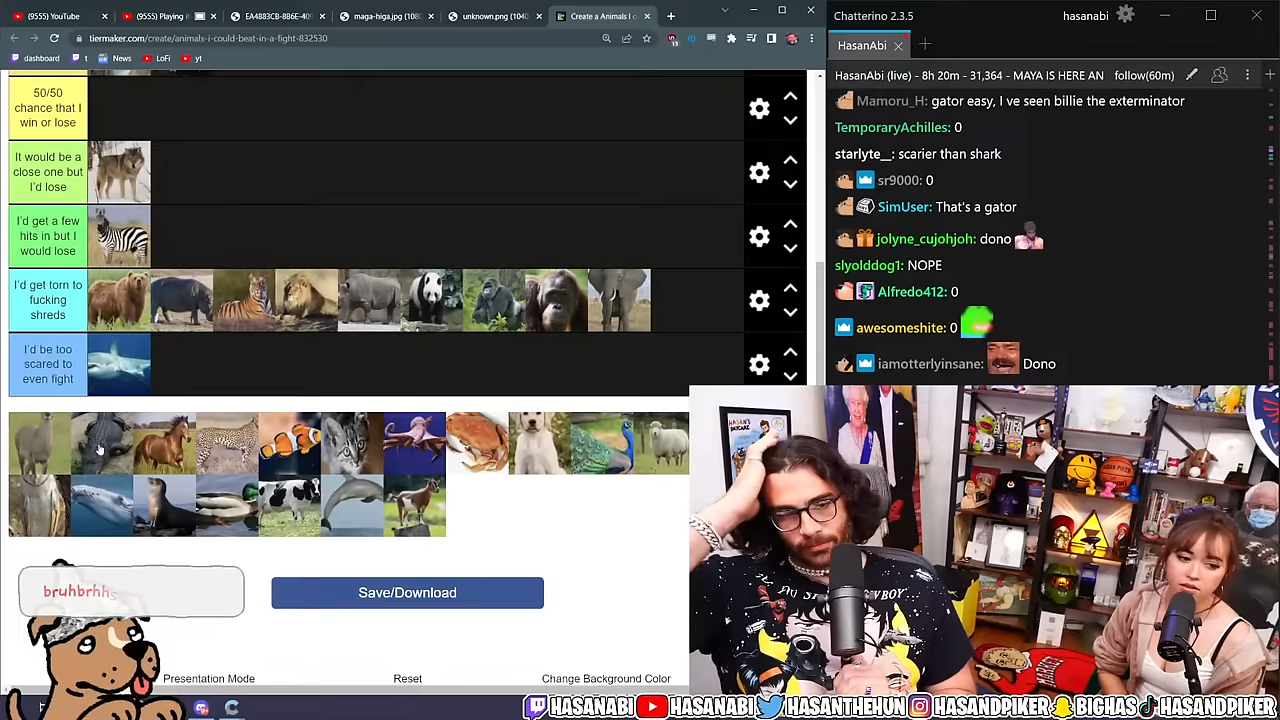 (9555) YouTube
(9555) Playing
EA4883CB-886E-40
maga-higa.jpg (108
unknown.png (104
Create a Animals I c
tiermaker.com/create/animals-i-could-beat-in-a-fight-832530
dashboard
t
News
LoFi
yt
50/50
chance that I
win or lose
It would be a
close one but
I'd lose
I'd get a few
hits in but I
would lose
I'd get torn to
fucking
shreds
I'd be too
scared to
even fight
bruhbrhhs
Save/Download
Presentation Mode
Reset
Change Background Color
Chatterino 2.3.5
hasanabi
HasanAbi
HasanAbi (live) - 8h 20m - 31,364 - MAYA IS HERE AN
follow(60m)
Mamoru_H: gator easy, I ve seen billie the exterminator
TemporaryAchilles: 0
starlyte__: scarier than shark
sr9000: 0
SimUser: That's a gator
jolyne_cujohjoh: dono
slyolddog1: NOPE
Alfredo412: 0
awesomeshite: 0
iamotterlyinsane: Dono
HASANABI
HASANABI
HASANTHEHUN
HASANDPIKER
BIGHAS
HASANDPIKER